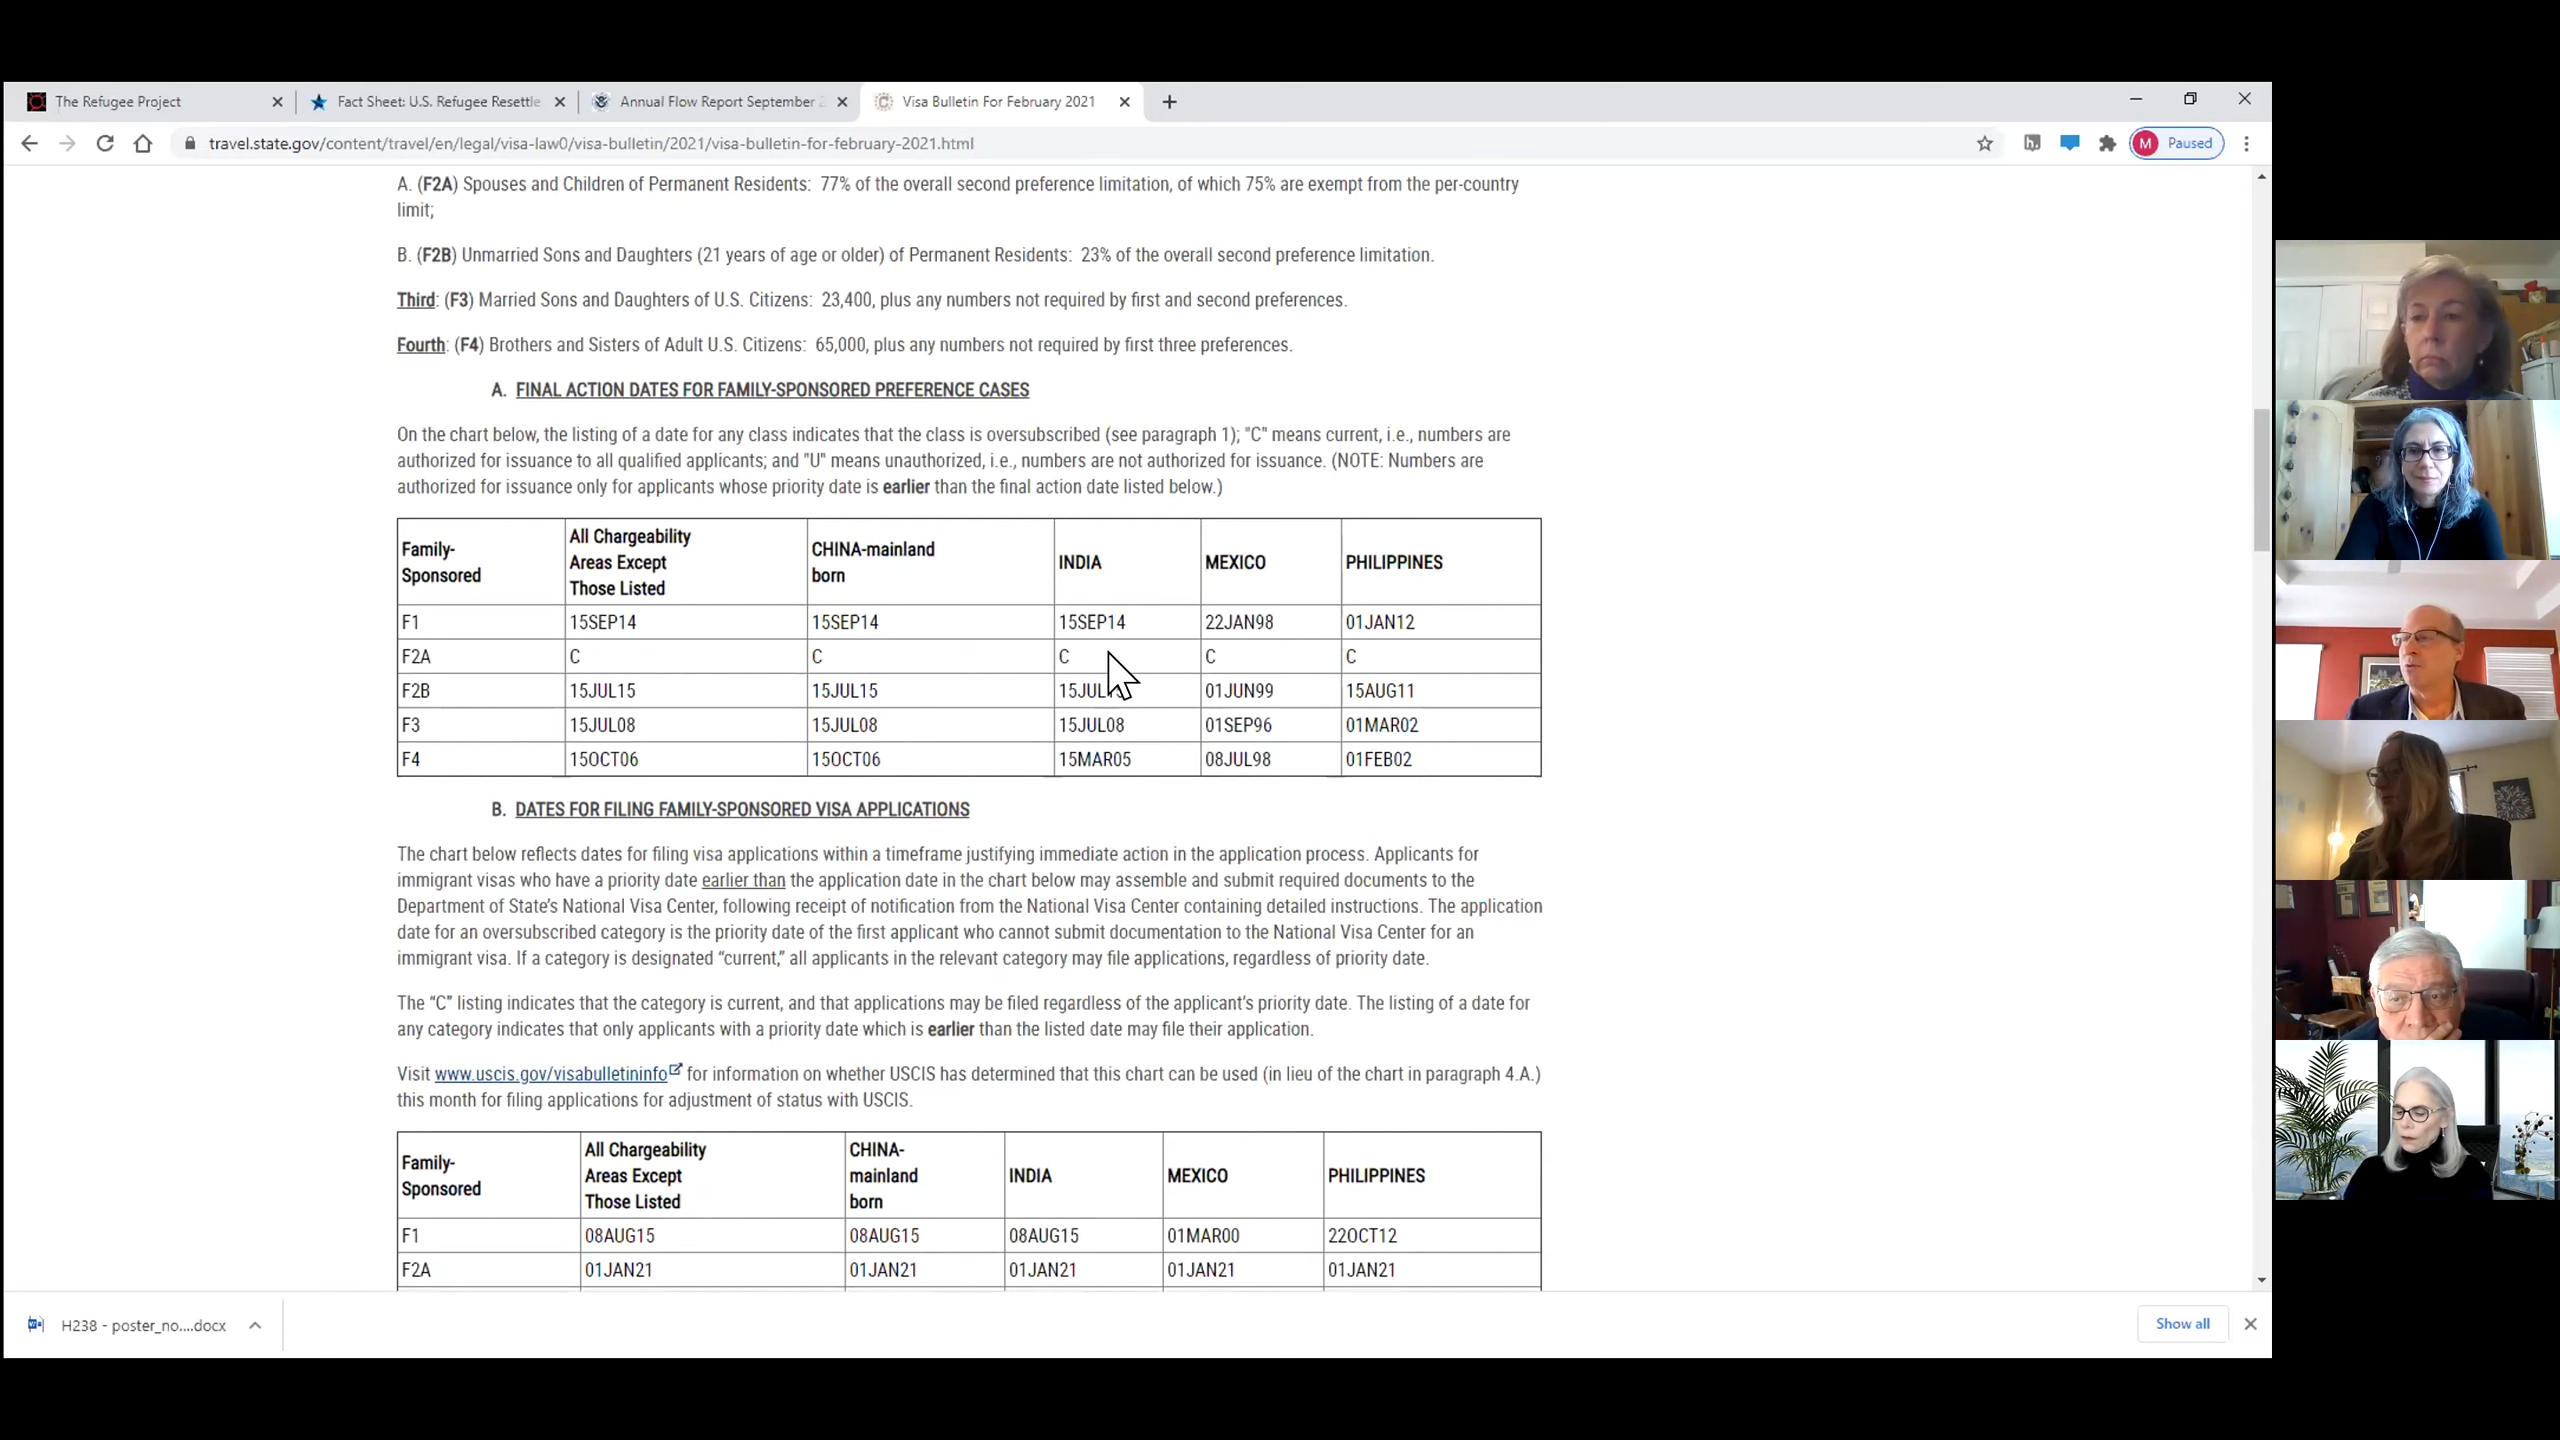 The Refugee Project
Fact Sheet: U.S. Refugee Resettle
Annual Flow Report September 2
Visa Bulletin For February 2021
travel.state.gov/content/travel/en/legal/visa-law0/visa-bulletin/2021/visa-bulletin-for-february-2021.html
M Paused
A. (F2A) Spouses and Children of Permanent Residents: 77% of the overall second preference limitation, of which 75% are exempt from the per-country
limit;
B. (F2B) Unmarried Sons and Daughters (21 years of age or older) of Permanent Residents: 23% of the overall second preference limitation.
Third: (F3) Married Sons and Daughters of U.S. Citizens: 23,400, plus any numbers not required by first and second preferences.
Fourth: (F4) Brothers and Sisters of Adult U.S. Citizens: 65,000, plus any numbers not required by first three preferences.
A. FINAL ACTION DATES FOR FAMILY-SPONSORED PREFERENCE CASES
On the chart below, the listing of a date for any class indicates that the class is oversubscribed (see paragraph 1); "C" means current, i.e., numbers are
authorized for issuance to all qualified applicants; and "U" means unauthorized, i.e., numbers are not authorized for issuance. (NOTE: Numbers are
authorized for issuance only for applicants whose priority date is earlier than the final action date listed below.)
Family-
Sponsored
All Chargeability
Areas Except
Those Listed
CHINA-mainland
born
INDIA
MEXICO
PHILIPPINES
F1 15SEP14 15SEP14 15SEP14 22JAN98 01JAN12
F2A C C C C C
F2B 15JUL15 15JUL15 15JUL 01JUN99 15AUG11
F3 15JUL08 15JUL08 15JUL08 01SEP96 01MAR02
F4 15OCT06 15OCT06 15MAR05 08JUL98 01FEB02
B. DATES FOR FILING FAMILY-SPONSORED VISA APPLICATIONS
The chart below reflects dates for filing visa applications within a timeframe justifying immediate action in the application process. Applicants for
immigrant visas who have a priority date earlier than the application date in the chart below may assemble and submit required documents to the
Department of State's National Visa Center, following receipt of notification from the National Visa Center containing detailed instructions. The application
date for an oversubscribed category is the priority date of the first applicant who cannot submit documentation to the National Visa Center for an
immigrant visa. If a category is designated “current,” all applicants in the relevant category may file applications, regardless of priority date.
The “C” listing indicates that the category is current, and that applications may be filed regardless of the applicant's priority date. The listing of a date for
any category indicates that only applicants with a priority date which is earlier than the listed date may file their application.
Visit www.uscis.gov/visabulletininfo for information on whether USCIS has determined that this chart can be used (in lieu of the chart in paragraph 4.A.)
this month for filing applications for adjustment of status with USCIS.
Family-
Sponsored
All Chargeability
Areas Except
Those Listed
CHINA-
mainland
born
INDIA
MEXICO
PHILIPPINES
F1 08AUG15 08AUG15 08AUG15 01MAR00 22OCT12
F2A 01JAN21 01JAN21 01JAN21 01JAN21 01JAN21
H238 - poster_no....docx
Show all